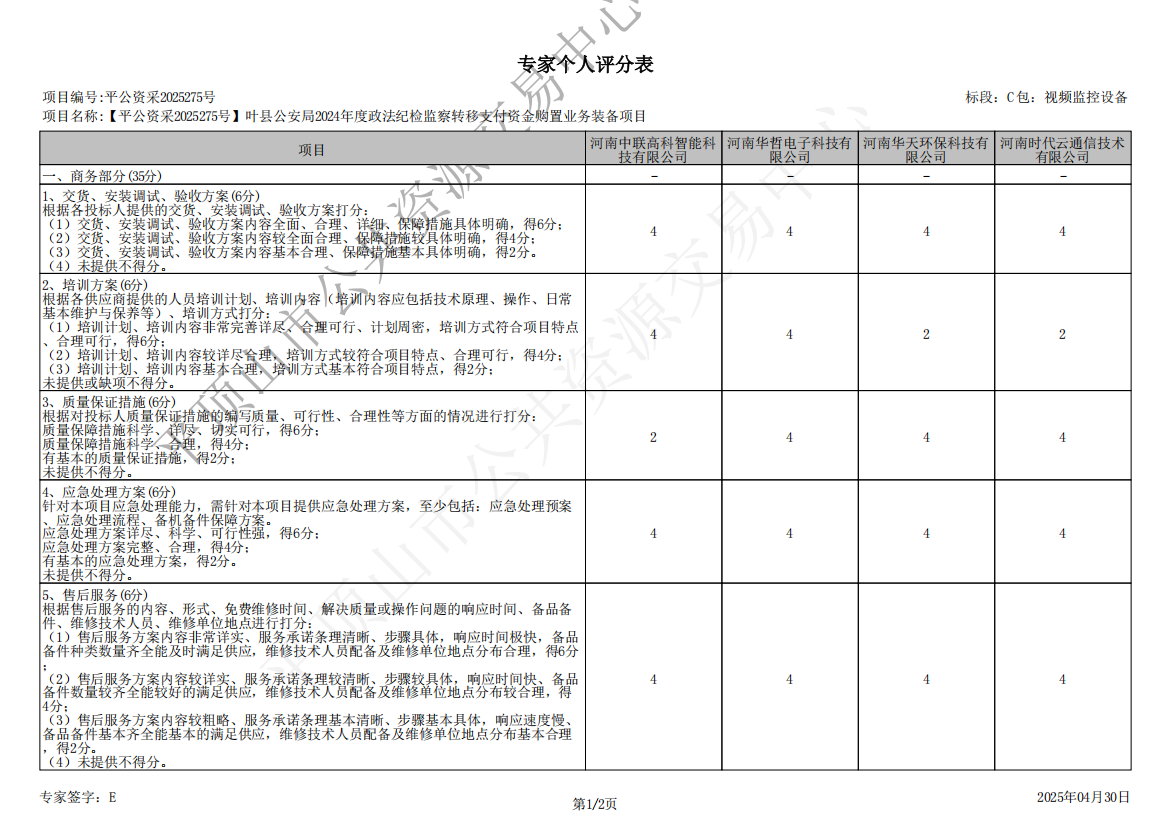 专家个人评分表
项目编号:平公资采2025275号
标段: C包: 视频监控设备
项目名称:【平公资采2025275号】叶县公安局2024年度政法纪检监察转移支付资金购置业务装备项目
项目
河南中联高科智能科技有限公司
河南华哲电子科技有限公司
河南华天环保科技有限公司
河南时代云通信技术有限公司
一、商务部分(35分)
- - - -
1、交货、安装调试、验收方案(6分)
根据各投标人提供的交货、安装调试、验收方案打分:
(1)交货、安装调试、验收方案内容全面、合理、详细、保障措施具体明确,得6分;
(2)交货、安装调试、验收方案内容较全面合理、保障措施较具体明确,得4分;
(3)交货、安装调试、验收方案内容基本合理、保障措施基本具体明确,得2分。
(4)未提供不得分。
4 4 4 4
2、培训方案(6分)
根据各供应商提供的人员培训计划、培训内容(培训内容应包括技术原理、操作、日常
基本维护与保养等)、培训方式打分:
(1)培训计划、培训内容非常完善详尽、合理可行、计划周密,培训方式符合项目特点
、合理可行,得6分;
(2)培训计划、培训内容较详尽合理,培训方式较符合项目特点、合理可行,得4分;
(3)培训计划、培训内容基本合理,培训方式基本符合项目特点,得2分;
未提供或缺项不得分。
4 4 2 2
3、质量保证措施(6分)
根据对投标人质量保证措施的编写质量、可行性、合理性等方面的情况进行打分:
质量保障措施科学、详尽、切实可行,得6分;
质量保障措施科学、合理,得4分;
有基本的质量保证措施,得2分;
未提供不得分。
2 4 4 4
4、应急处理方案(6分)
针对本项目应急处理能力,需针对本项目提供应急处理方案,至少包括: 应急处理预案
、应急处理流程、备机备件保障方案。
应急处理方案详尽、科学、可行性强,得6分;
应急处理方案完整、合理,得4分;
有基本的应急处理方案,得2分。
未提供不得分。
4 4 4 4
5、售后服务(6分)
根据售后服务的内容、形式、免费维修时间、解决质量或操作问题的响应时间、备品备
件、维修技术人员、维修单位地点进行打分:
(1)售后服务方案内容非常详实、服务承诺条理清晰、步骤具体,响应时间极快,备品
备件种类数量齐全能及时满足供应,维修技术人员配备及维修单位地点分布合理,得6分
;
(2)售后服务方案内容较详实、服务承诺条理较清晰、步骤较具体,响应时间快、备品
备件数量较齐全能较好的满足供应,维修技术人员配备及维修单位地点分布较合理,得
4分;
(3)售后服务方案内容较粗略、服务承诺条理基本清晰、步骤基本具体,响应速度慢、
备品备件基本齐全能基本的满足供应,维修技术人员配备及维修单位地点分布基本合理
,得2分。
(4)未提供不得分。
4 4 4 4
专家签字: E
第1/2页
2025年04月30日
平顶山市公共资源交易中心
平顶山市公共资源交易中心